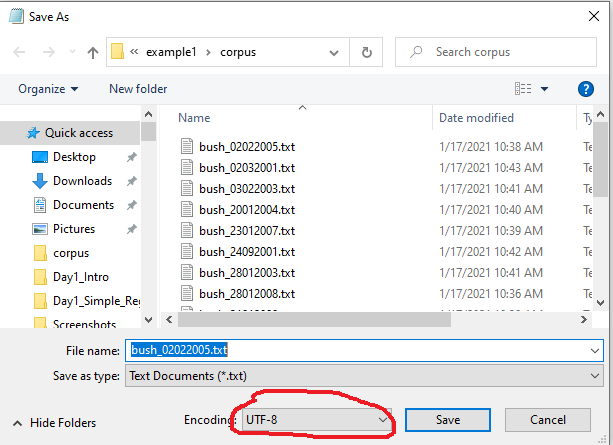 Save As
« example1 › corpus
Search corpus
Organize New folder
Name Date modified Ty
Quick access
Desktop
Downloads
Documents
Pictures
corpus
Day1_Intro
Day1_Simple_Re
Screenshots
bush_02022005.txt 1/17/2021 10:38 AM Te
bush_02032001.txt 1/17/2021 10:43 AM Te
bush_03022003.txt 1/17/2021 10:41 AM Te
bush_20012004.txt 1/17/2021 10:40 AM Te
bush_23012007.txt 1/17/2021 10:39 AM Te
bush_24092001.txt 1/17/2021 10:42 AM Te
bush_28012003.txt 1/17/2021 10:41 AM Te
bush_28012008.txt 1/17/2021 10:36 AM Te
File name: bush_02022005.txt
Save as type: Text Documents (*.txt)
Hide Folders Encoding: UTF-8 Save Cancel